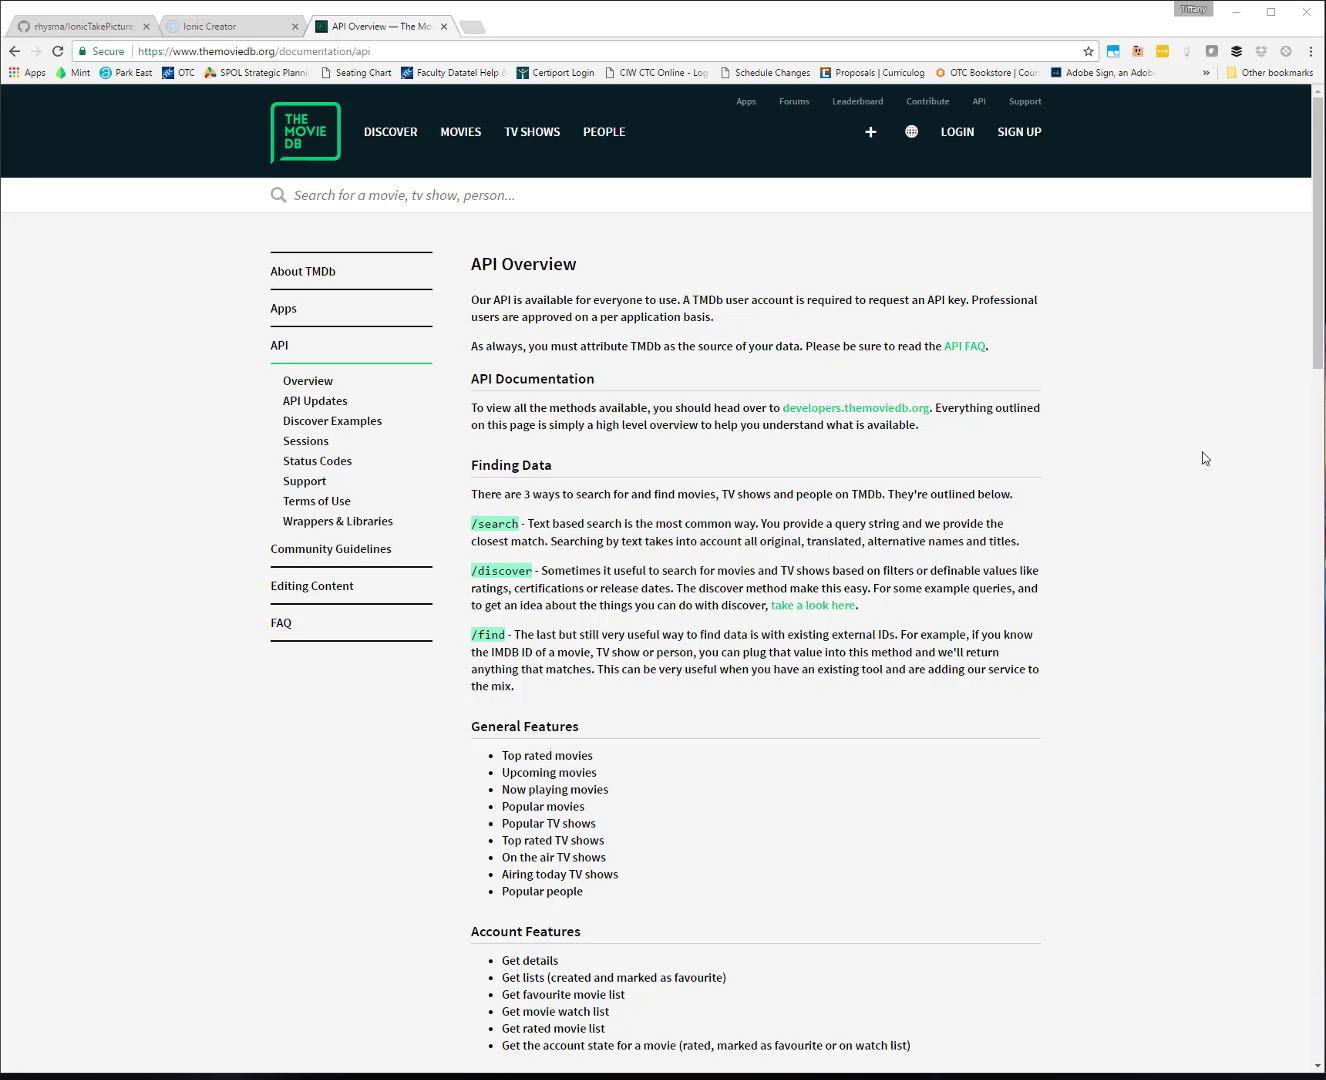 Tiffany
rhysma/IonicTakePicture:
Ionic Creator
API Overview — The Mo
Secure https://www.themoviedb.org/documentation/api
Apps Mint Park East OTC SPOL Strategic Plannin Seating Chart Faculty Datatel Help Certiport Login CIW CTC Online - Log Schedule Changes Proposals | Curriculog OTC Bookstore | Cour Adobe Sign, an Adob » Other bookmarks
Apps Forums Leaderboard Contribute API Support
THE
MOVIE
DB
DISCOVER MOVIES TV SHOWS PEOPLE LOGIN SIGN UP
Search for a movie, tv show, person...
About TMDb
Apps
API
Overview
API Updates
Discover Examples
Sessions
Status Codes
Support
Terms of Use
Wrappers & Libraries
Community Guidelines
Editing Content
FAQ
API Overview
Our API is available for everyone to use. A TMDb user account is required to request an API key. Professional
users are approved on a per application basis.
As always, you must attribute TMDb as the source of your data. Please be sure to read the API FAQ.
API Documentation
To view all the methods available, you should head over to developers.themoviedb.org. Everything outlined
on this page is simply a high level overview to help you understand what is available.
Finding Data
There are 3 ways to search for and find movies, TV shows and people on TMDb. They're outlined below.
/search - Text based search is the most common way. You provide a query string and we provide the
closest match. Searching by text takes into account all original, translated, alternative names and titles.
/discover - Sometimes it useful to search for movies and TV shows based on filters or definable values like
ratings, certifications or release dates. The discover method make this easy. For some example queries, and
to get an idea about the things you can do with discover, take a look here.
/find - The last but still very useful way to find data is with existing external IDs. For example, if you know
the IMDB ID of a movie, TV show or person, you can plug that value into this method and we'll return
anything that matches. This can be very useful when you have an existing tool and are adding our service to
the mix.
General Features
• Top rated movies
• Upcoming movies
• Now playing movies
• Popular movies
• Popular TV shows
• Top rated TV shows
• On the air TV shows
• Airing today TV shows
• Popular people
Account Features
• Get details
• Get lists (created and marked as favourite)
• Get favourite movie list
• Get movie watch list
• Get rated movie list
• Get the account state for a movie (rated, marked as favourite or on watch list)